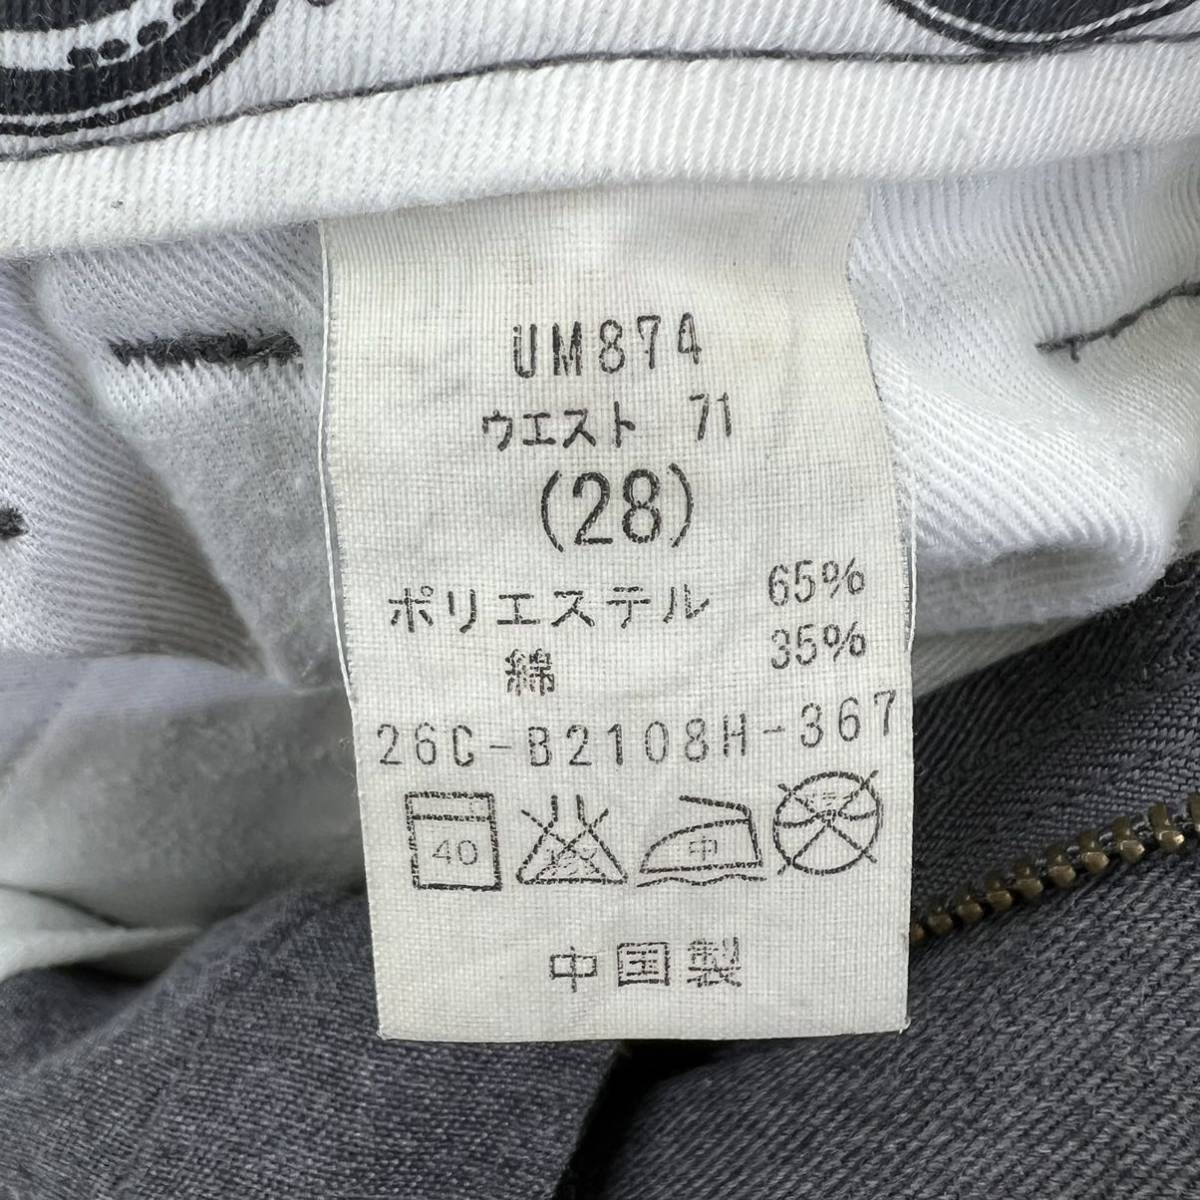 UM874
ウエスト 71
(28)
ポリエステル 65%
綿 35%
26C-B2108H-367
40 中
中国製